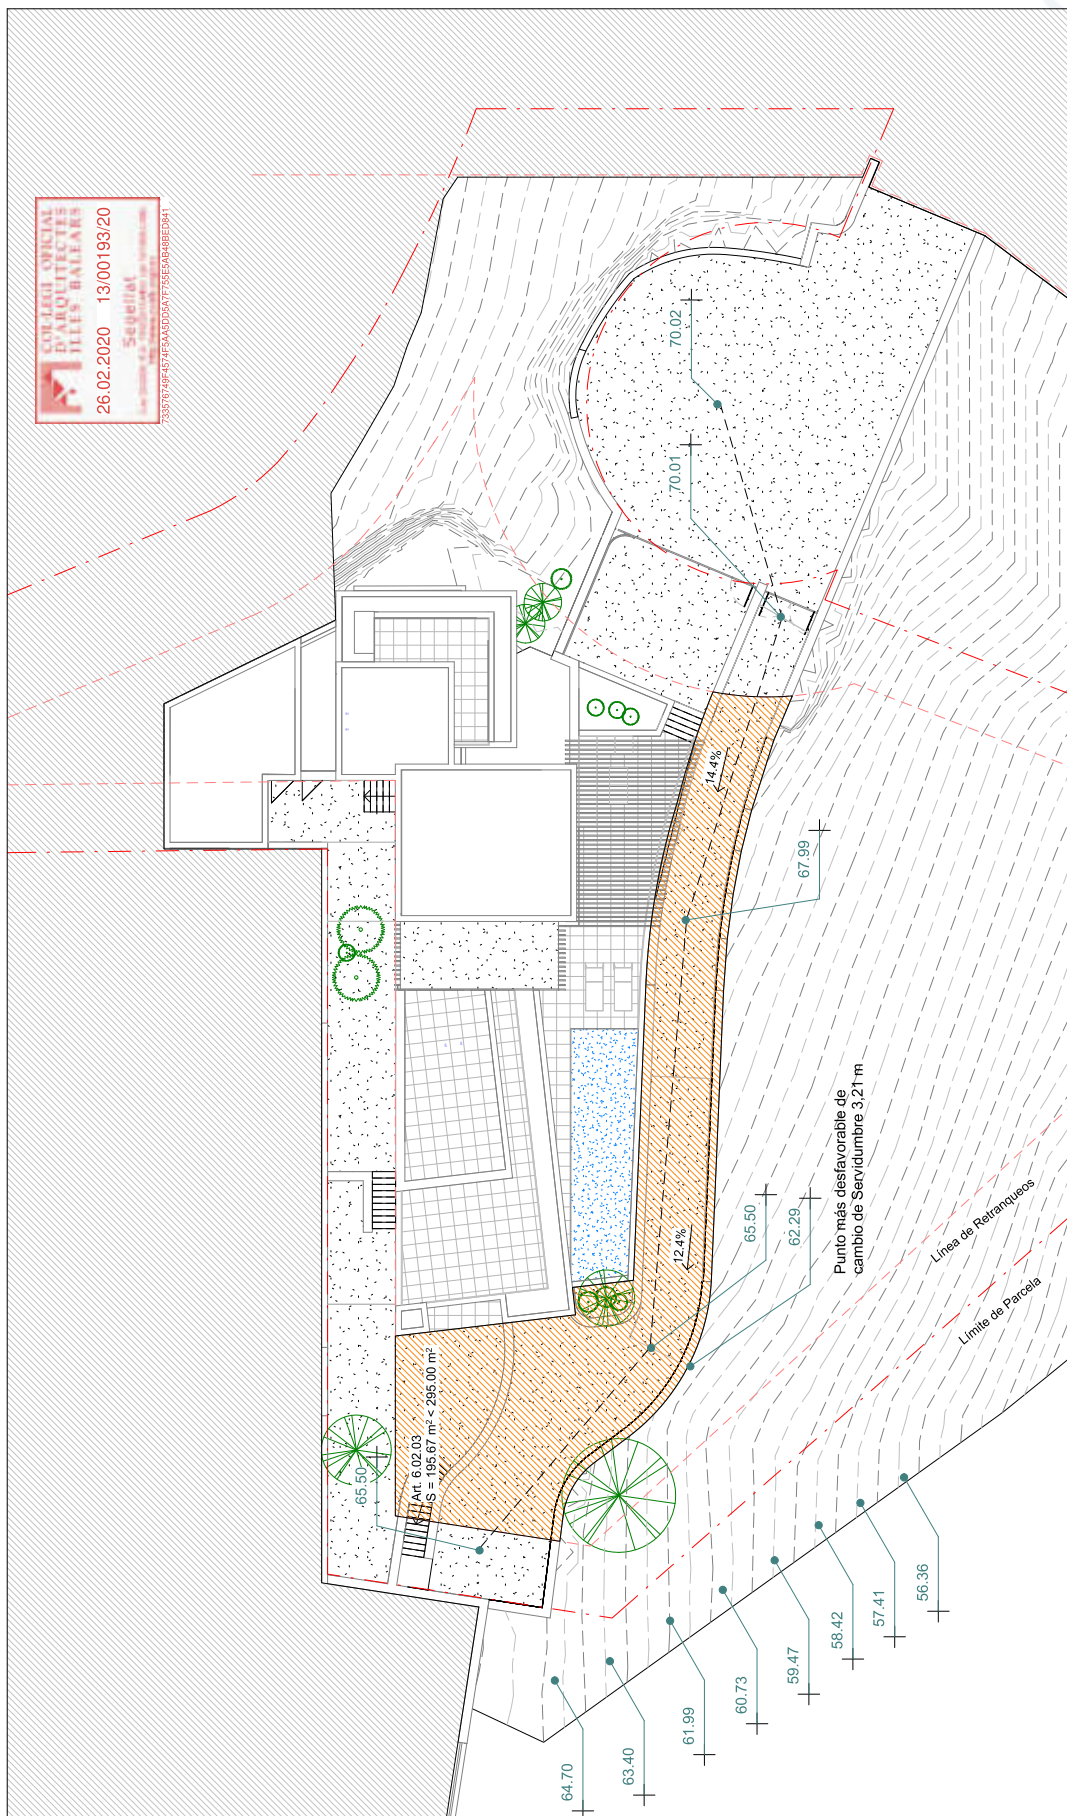 COL·LEGI OFICIAL
D'ARQUITECTES
ILLES BALEARS
26.02.2020 13/00193/20
Segellat
70.02
70.01
14.4%
67.99
Punto más desfavorable de
cambio de Servidumbre 3,21 m
65.50
62.29
12.4%
Línea de Retranqueos
Límite de Parcela
Art. 6.02.03
S = 195.67 m² < 295.00 m²
65.50
56.36
57.41
58.42
59.47
60.73
61.99
63.40
64.70